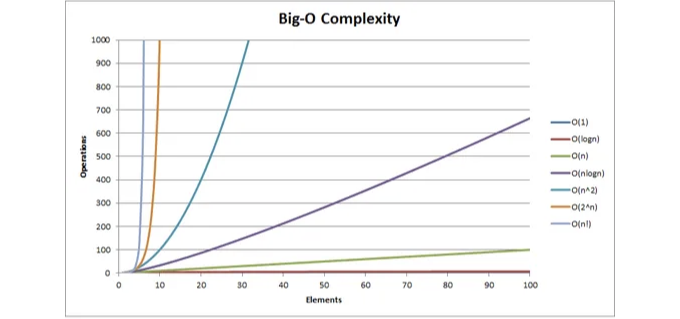 Big-O Complexity
1000
900
800
700
600
500
400
300
200
100
0
Operations
0 10 20 30 40 50 60 70 80 90 100
Elements
O(1)
O(logn)
O(n)
O(nlogn)
O(n^2)
O(2^n)
O(n!)